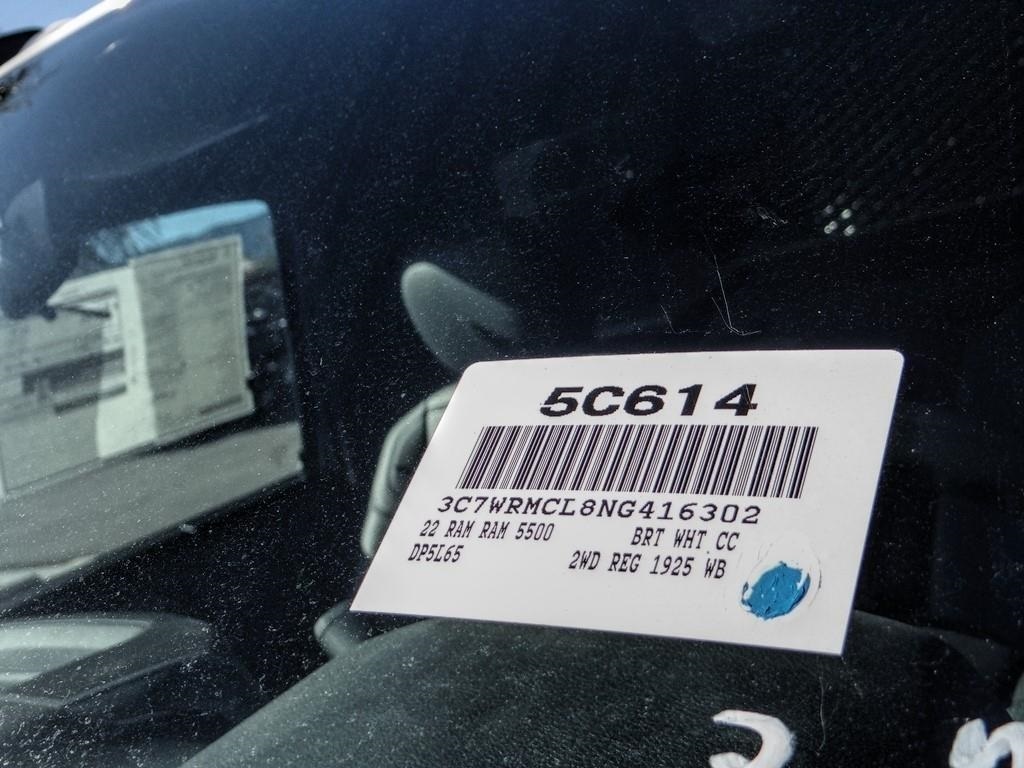 5C614
3C7WRMCL8NG416302
22 RAM RAM 5500 BRT WHT CC
DP5L65 2WD REG 1925 WB